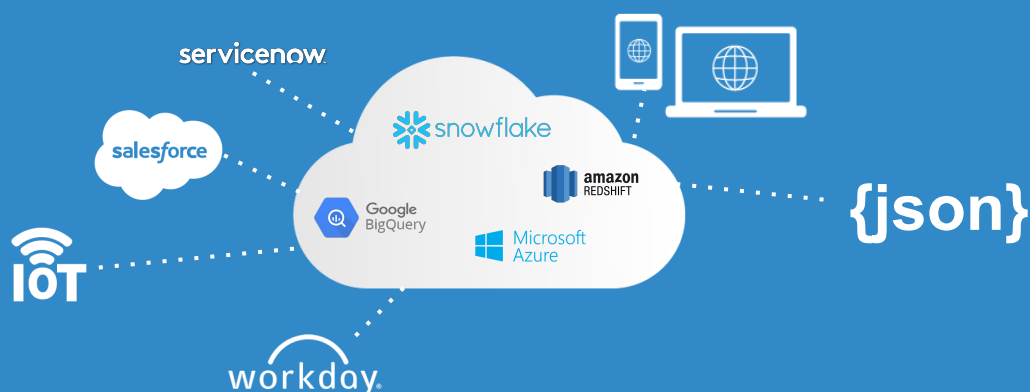 servicenow
snowflake
salesforce
amazon
REDSHIFT
Google
BigQuery
{json}
Microsoft
Azure
IOT
workday®